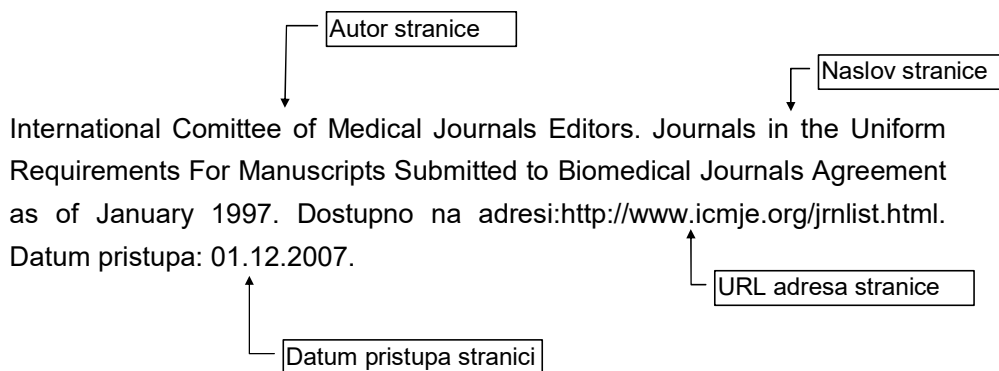 Autor stranice
Naslov stranice
International Comittee of Medical Journals Editors. Journals in the Uniform
Requirements For Manuscripts Submitted to Biomedical Journals Agreement
as of January 1997. Dostupno na adresi:http://www.icmje.org/jrnlist.html.
Datum pristupa: 01.12.2007.
URL adresa stranice
Datum pristupa stranici